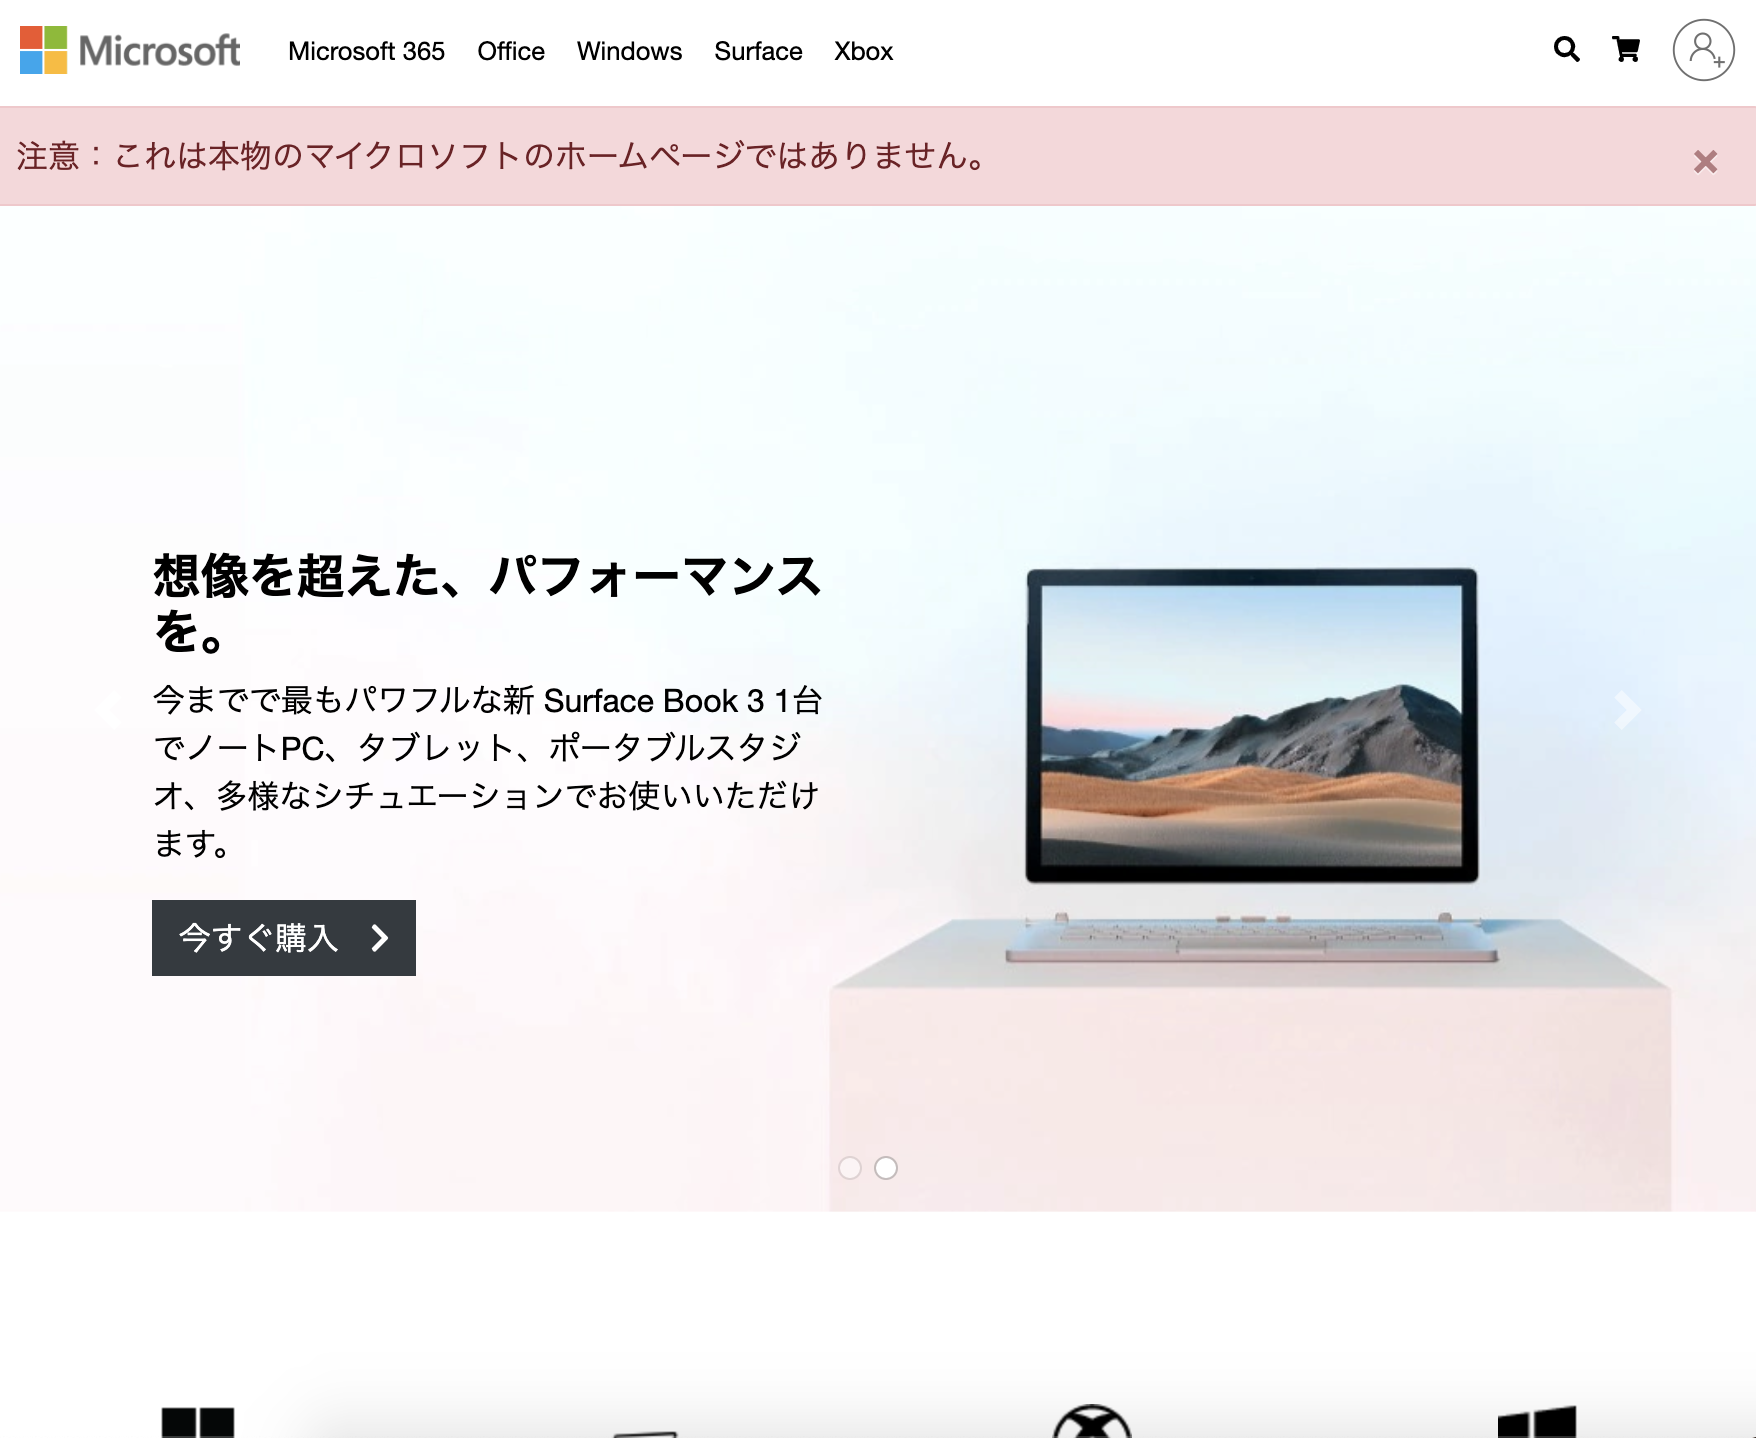 Microsoft
Microsoft 365 Office Windows Surface Xbox
注意：これは本物のマイクロソフトのホームページではありません。
想像を超えた、パフォーマンス
を。
今までで最もパワフルな新 Surface Book 3 1台
でノートPC、タブレット、ポータブルスタジ
オ、多様なシチュエーションでお使いいただけ
ます。
今すぐ購入